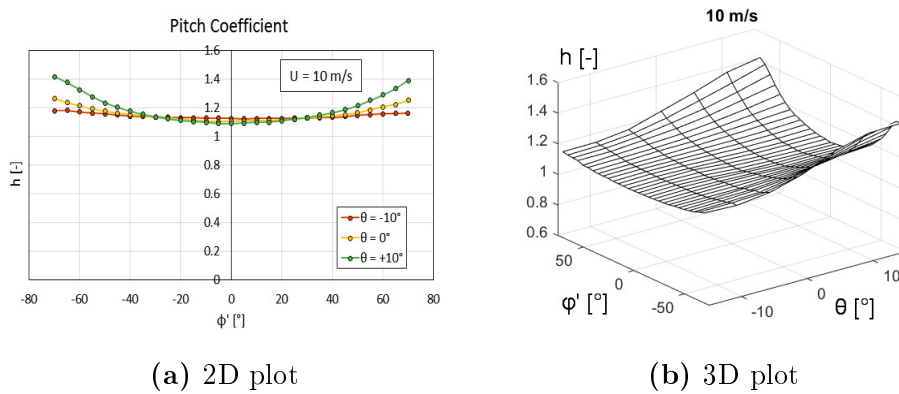 Pitch Coefficient
1.6
1.4
1.2
1
0.8
0.6
0.4
0.2
0
U = 10 m/s
h [-]
θ = -10°
θ = 0°
θ = +10°
-80 -60 -40 -20 0 20 40 60 80
ϕ' [°]
(a) 2D plot
10 m/s
h [-]
1.6
1.4
1.2
1
0.8
0.6
50
0
-50
φ' [°]
-10
0
10
θ [°]
(b) 3D plot